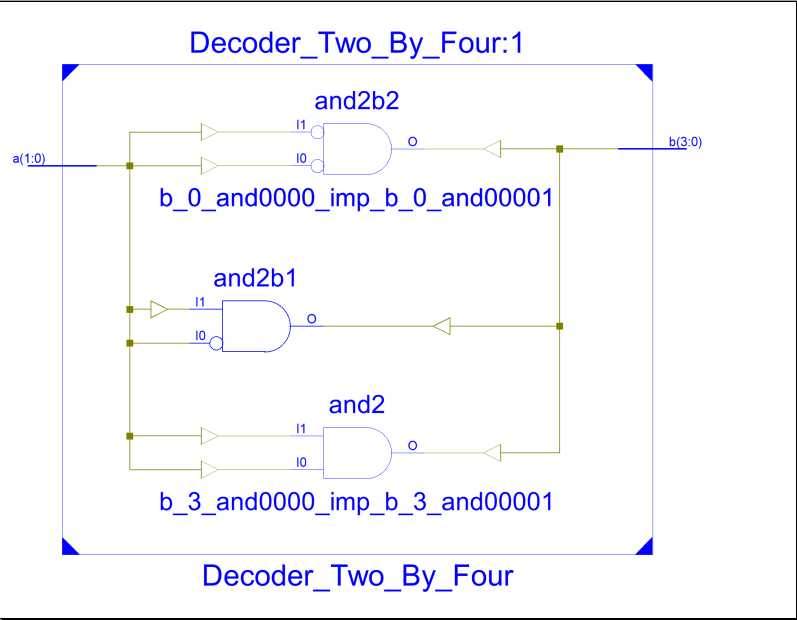 Decoder_Two_By_Four:1
and2b2
I1
O
b(3:0)
a(1:0)
I0
b_0_and0000_imp_b_0_and00001
and2b1
I1
O
I0
and2
I1
O
I0
b_3_and0000_imp_b_3_and00001
Decoder_Two_By_Four